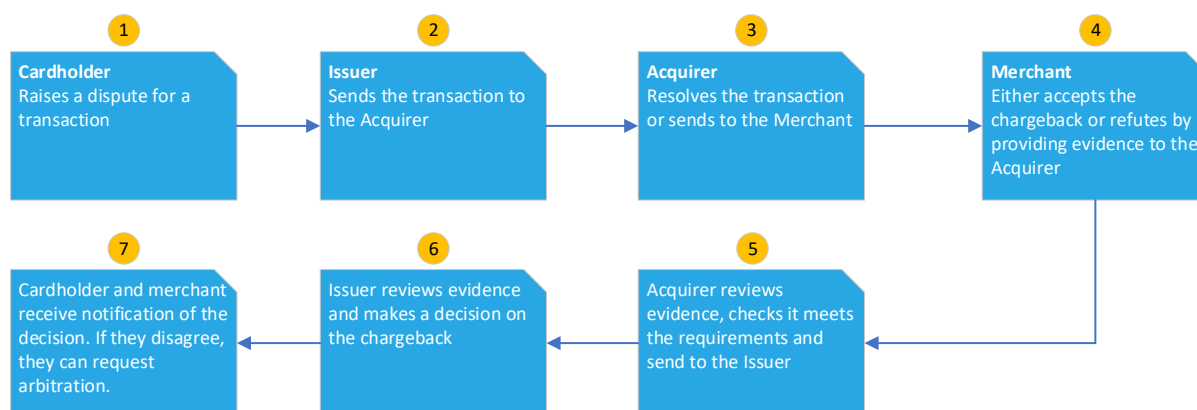 1
Cardholder
Raises a dispute for a
transaction
2
Issuer
Sends the transaction to
the Acquirer
3
Acquirer
Resolves the transaction
or sends to the Merchant
4
Merchant
Either accepts the
chargeback or refutes by
providing evidence to the
Acquirer
5
Acquirer reviews
evidence, checks it meets
the requirements and
send to the Issuer
6
Issuer reviews evidence
and makes a decision on
the chargeback
7
Cardholder and merchant
receive notification of the
decision. If they disagree,
they can request
arbitration.